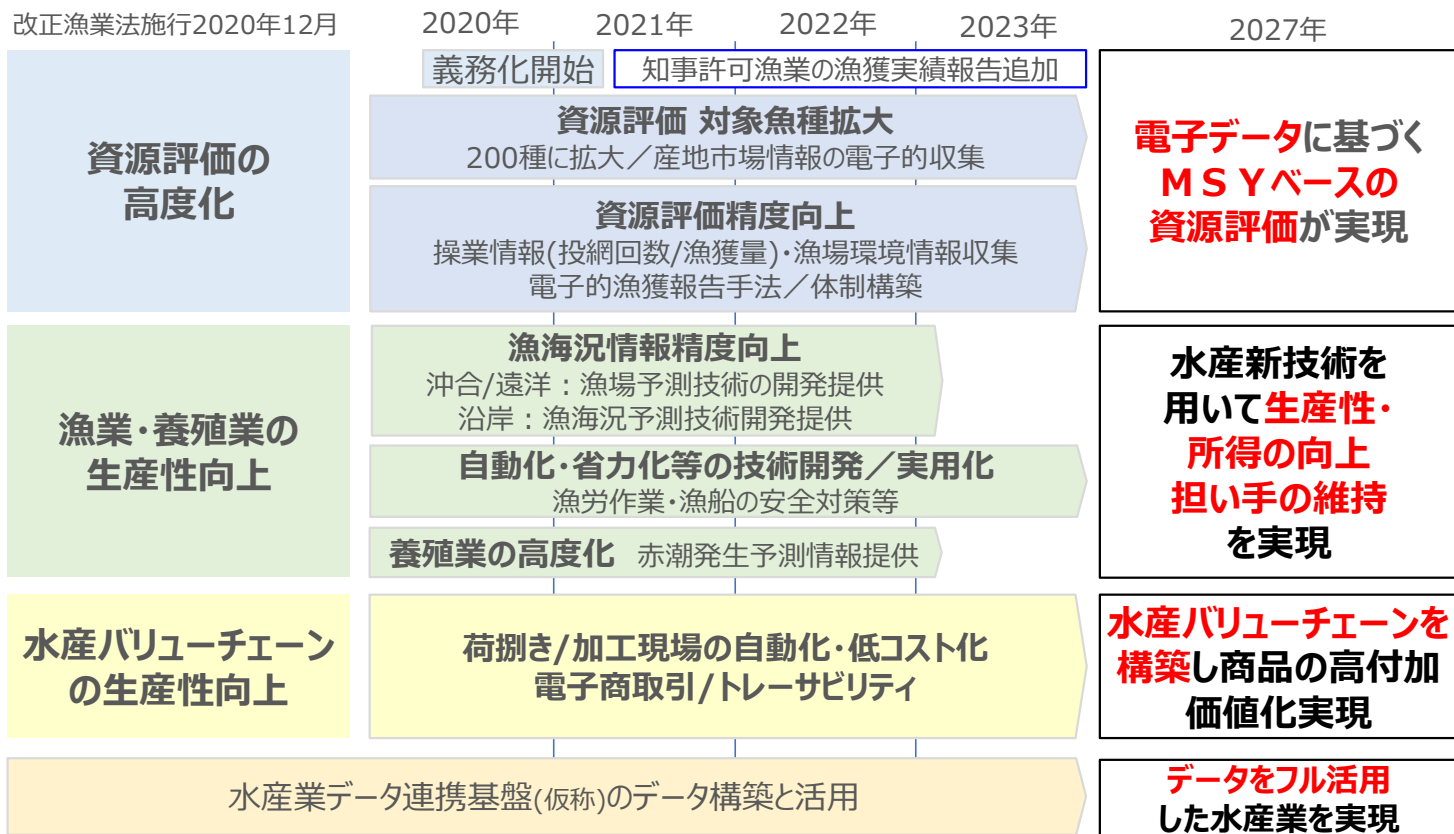 改正漁業法施行2020年12月
2020年
2021年
2022年
2023年
2027年
資源評価の
高度化
義務化開始
知事許可漁業の漁獲実績報告追加
資源評価 対象魚種拡大
200種に拡大／産地市場情報の電子的収集
資源評価精度向上
操業情報(投網回数/漁獲量)･漁場環境情報収集
電子的漁獲報告手法／体制構築
電子データに基づく
ＭＳＹベースの
資源評価が実現
漁業･養殖業の
生産性向上
漁海況情報精度向上
沖合/遠洋：漁場予測技術の開発提供
沿岸：漁海況予測技術開発提供
自動化･省力化等の技術開発／実用化
漁労作業･漁船の安全対策等
養殖業の高度化 赤潮発生予測情報提供
水産新技術を
用いて生産性･
所得の向上
担い手の維持
を実現
水産バリューチェーン
の生産性向上
荷捌き/加工現場の自動化･低コスト化
電子商取引/トレーサビリティ
水産バリューチェーンを
構築し商品の高付加
価値化実現
水産業データ連携基盤(仮称)のデータ構築と活用
データをフル活用
した水産業を実現